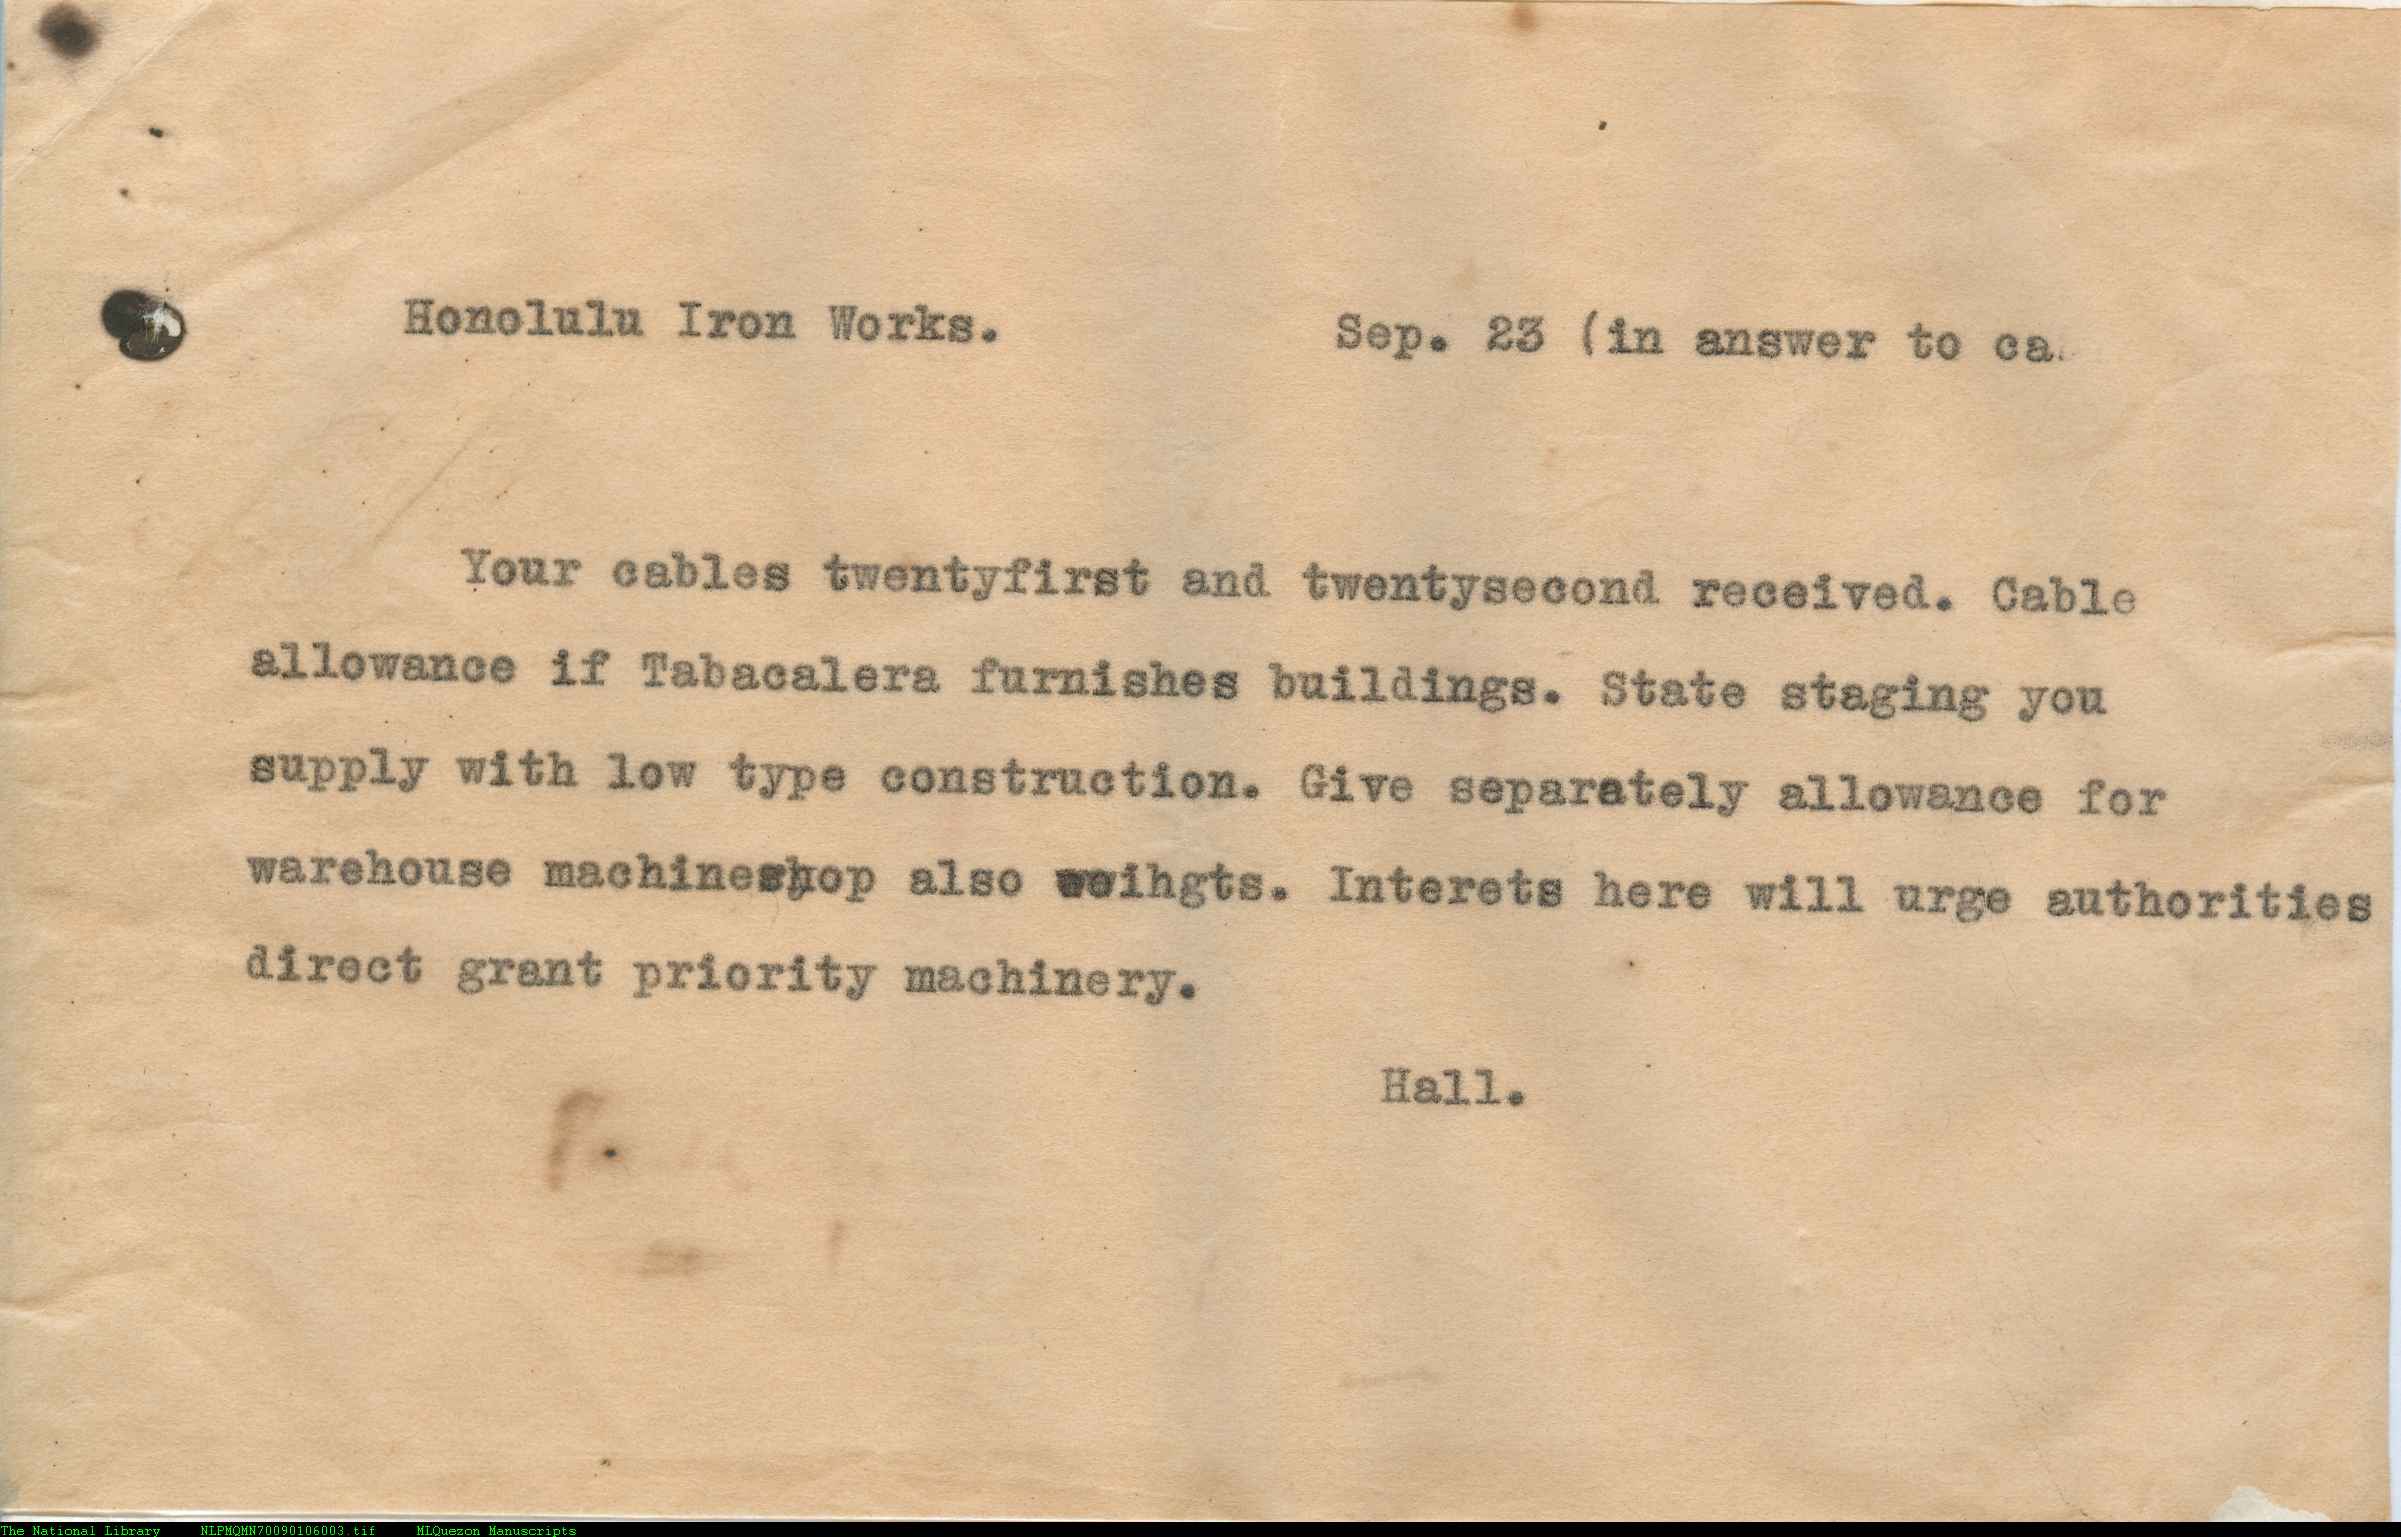 Honolulu Iron Works. Sep. 23 (in answer to
Your cables twentyfirst and twentysecond received. Cable
allowance if Tabacalera furnishes buildings. State staging you
supply with low type construction. Give separately allowance for
warehouse machineshop also weihgts. Interets here will urge authorities
direct grant priority machinery.
Hall.
The National Library NLPMQMN70090106003.tif MLQuezon Manuscripts